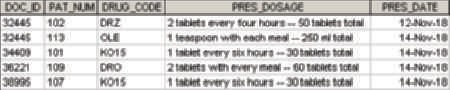 DOC_ID PAT_NUM DRUG_CODE PRES_DOSAGE PRES_DATE
32445 102 DRZ 2 tablets every four hours -- 50 tablets total 12-Nov-18
32445 113 OLE 1 teaspoon with each meal -- 250 ml total 14-Nov-18
34409 101 KO15 1 tablet every six hours -- 30 tablets total 14-Nov-18
36221 109 DRO 2 tablets with every meal -- 60 tablets total 14-Nov-18
38995 107 KO15 1 tablet every six hours -- 30 tablets total 14-Nov-18